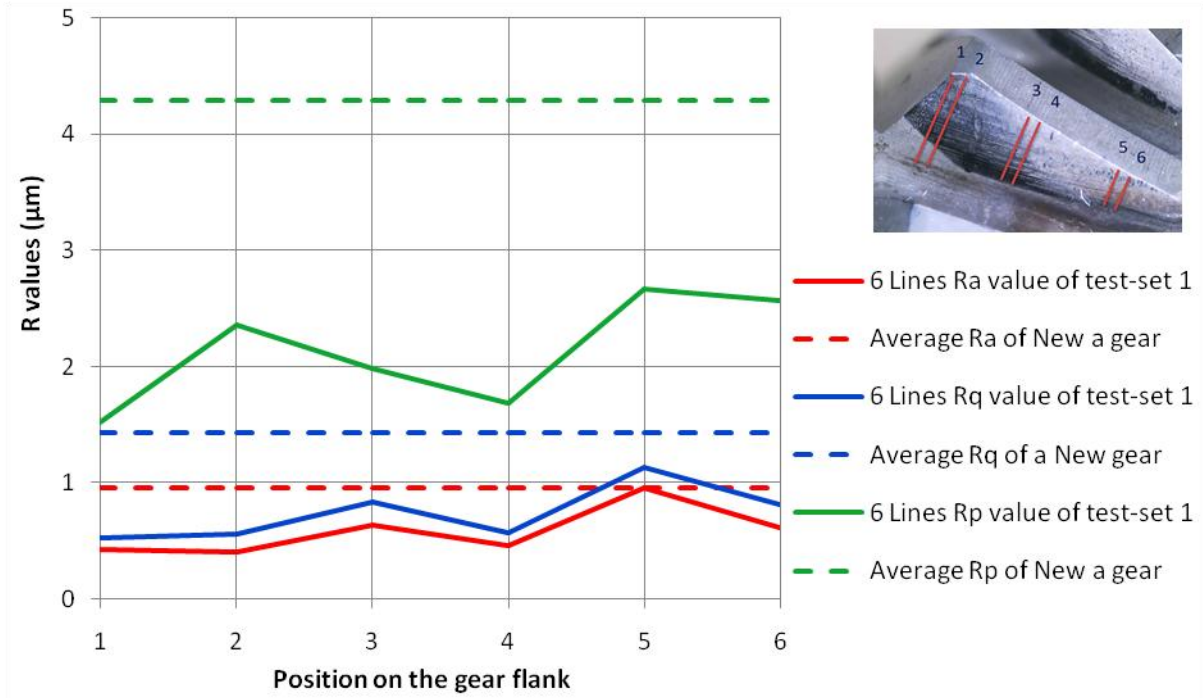 5
4
3
2
1
0
R values (µm)
1 2 3 4 5 6
Position on the gear flank
1 2
3
4
5
6
6 Lines Ra value of test-set 1
Average Ra of New a gear
6 Lines Rq value of test-set 1
Average Rq of a New gear
6 Lines Rp value of test-set 1
Average Rp of New a gear